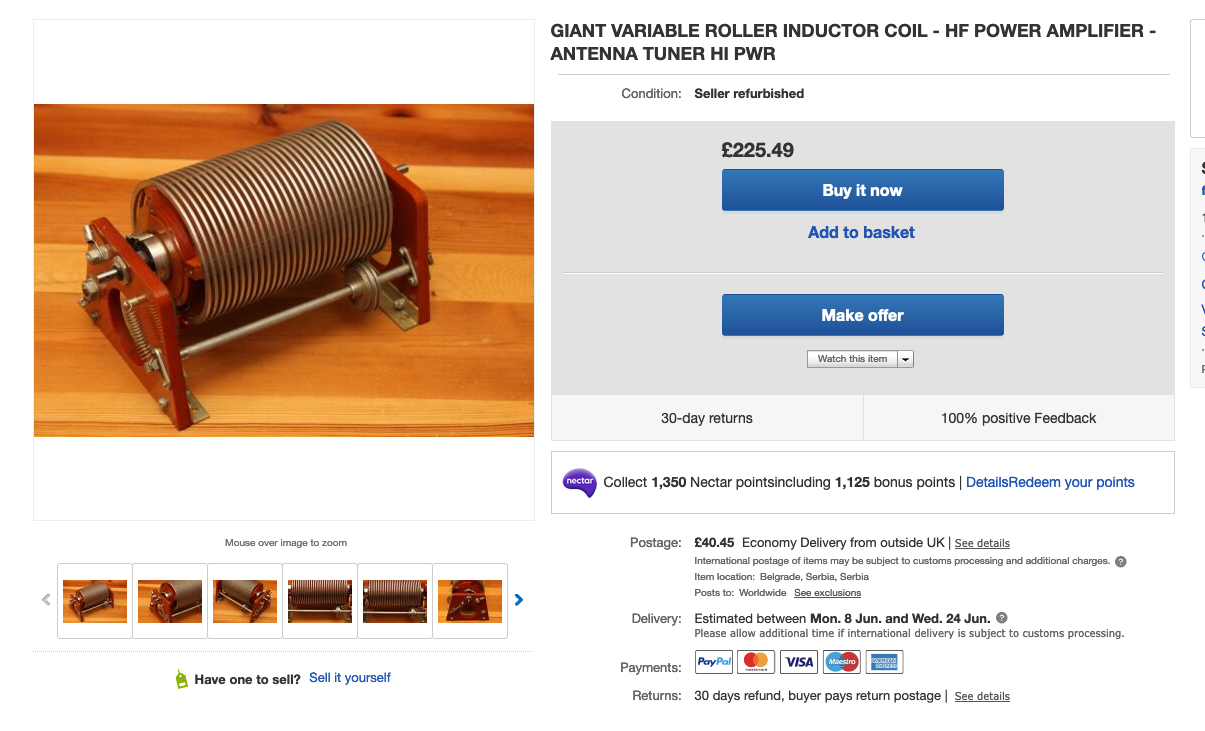 GIANT VARIABLE ROLLER INDUCTOR COIL - HF POWER AMPLIFIER -
ANTENNA TUNER HI PWR
Condition: Seller refurbished
£225.49
Buy it now
Add to basket
Make offer
Watch this item
30-day returns
100% positive Feedback
nectar Collect 1,350 Nectar pointsincluding 1,125 bonus points | DetailsRedeem your points
Mouse over image to zoom
Have one to sell? Sell it yourself
Postage: £40.45 Economy Delivery from outside UK | See details
International postage of items may be subject to customs processing and additional charges. ?
Item location: Belgrade, Serbia, Serbia
Posts to: Worldwide See exclusions
Delivery: Estimated between Mon. 8 Jun. and Wed. 24 Jun. ?
Please allow additional time if international delivery is subject to customs processing.
Payments: PayPal mastercard VISA Maestro AMERICAN EXPRESS
Returns: 30 days refund, buyer pays return postage | See details